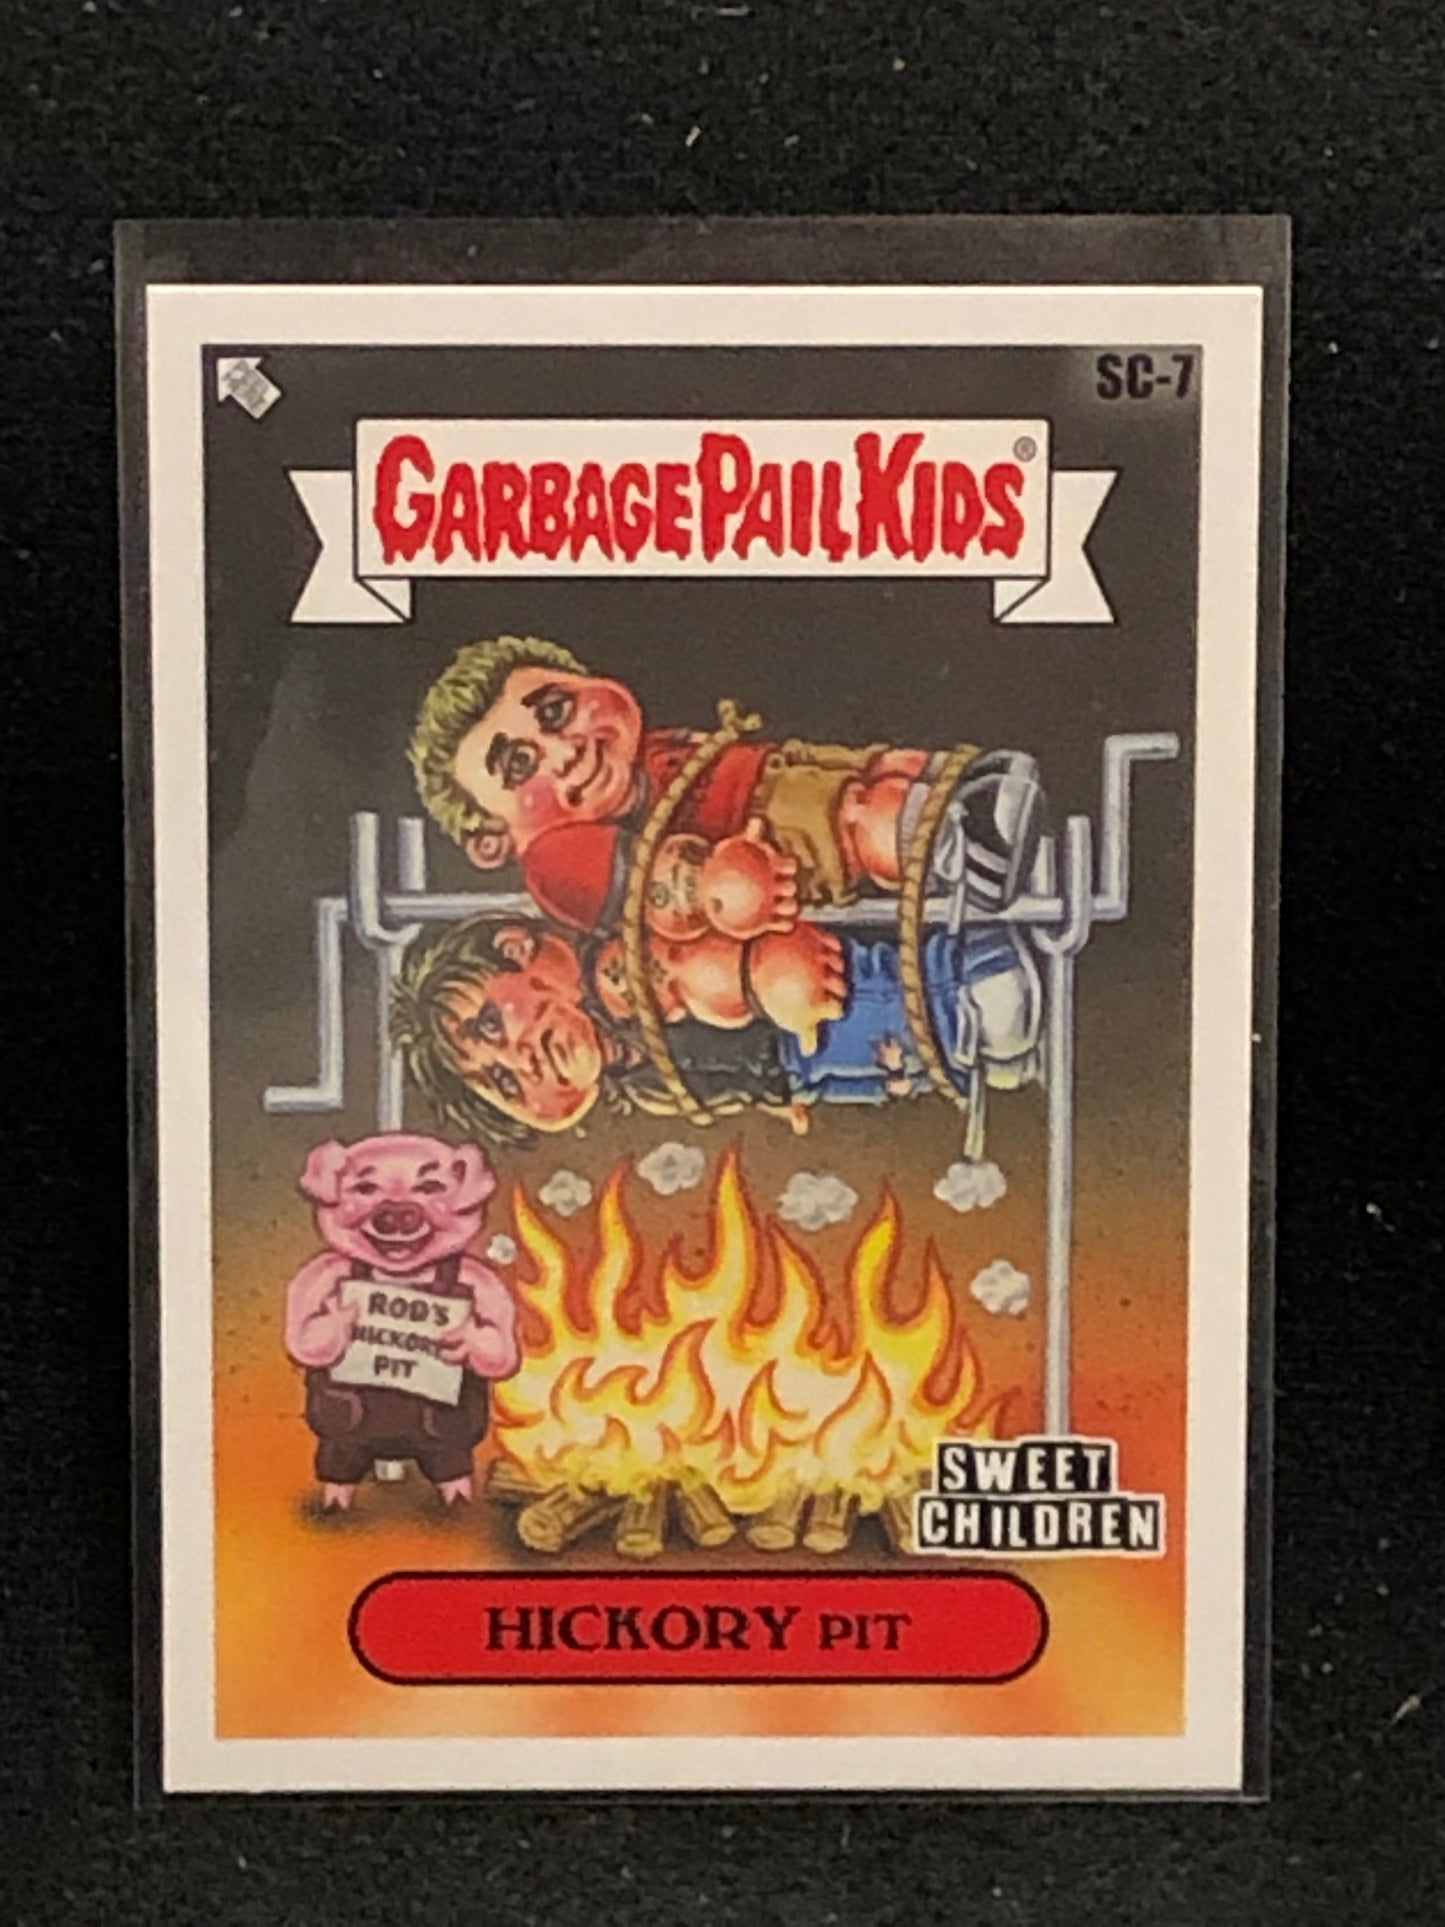 SC-7
GARBAGE PAIL KIDS®
ROD'S
HICKORY
PIT
SWEET
CHILDREN
HICKORY PIT